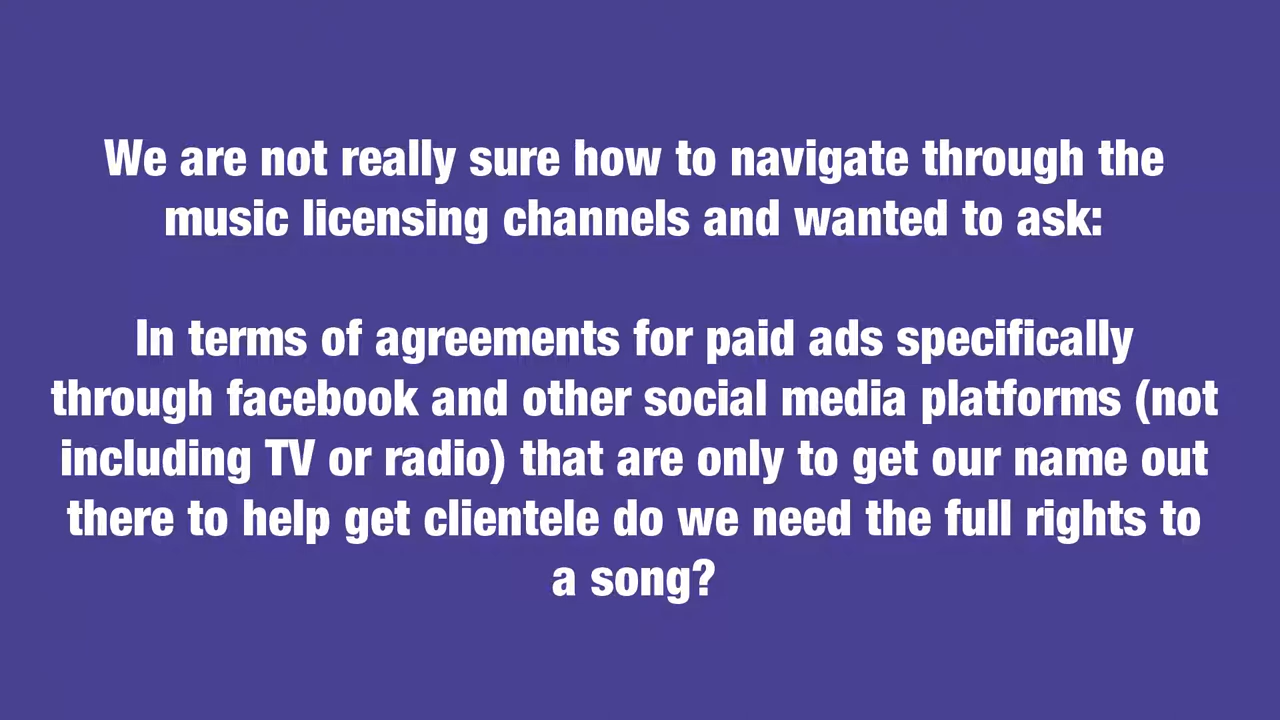 We are not really sure how to navigate through the
music licensing channels and wanted to ask:
In terms of agreements for paid ads specifically
through facebook and other social media platforms (not
including TV or radio) that are only to get our name out
there to help get clientele do we need the full rights to
a song?